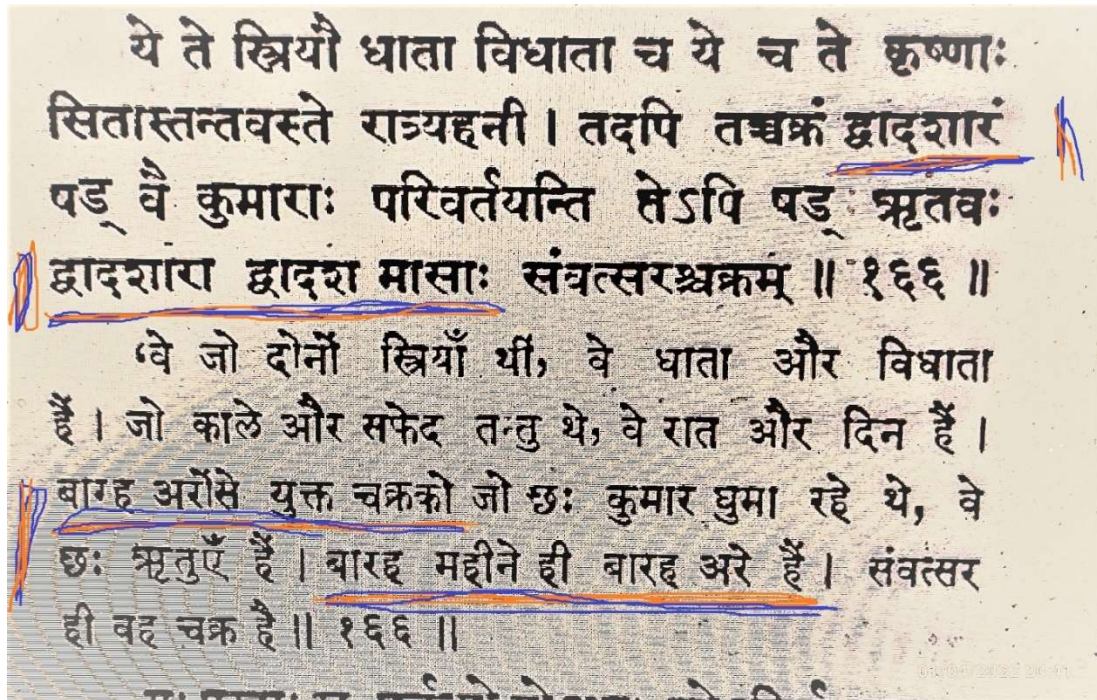 ये ते स्त्रियौ धाता विधाता च ये च ते कृष्णाः
सितास्तन्तवस्ते रात्र्यहनी । तदपि तच्चक्रं द्वादशारं
षड् वै कुमाराः परिवर्तयन्ति तेऽपि षड् ऋतवः
द्वादशारा द्वादश मासाः संवत्सरश्चक्रम् ॥ १६६ ॥
'वे जो दोनों स्त्रियाँ थीं, वे धाता और विधाता
हैं । जो काले और सफेद तन्तु थे, वे रात और दिन हैं ।
बारह अरोंसे युक्त चक्रको जो छः कुमार घुमा रहे थे, वे
छः ऋतुएँ हैं । बारह महीने ही बारह अरे हैं । संवत्सर
ही वह चक्र है ॥ १६६ ॥